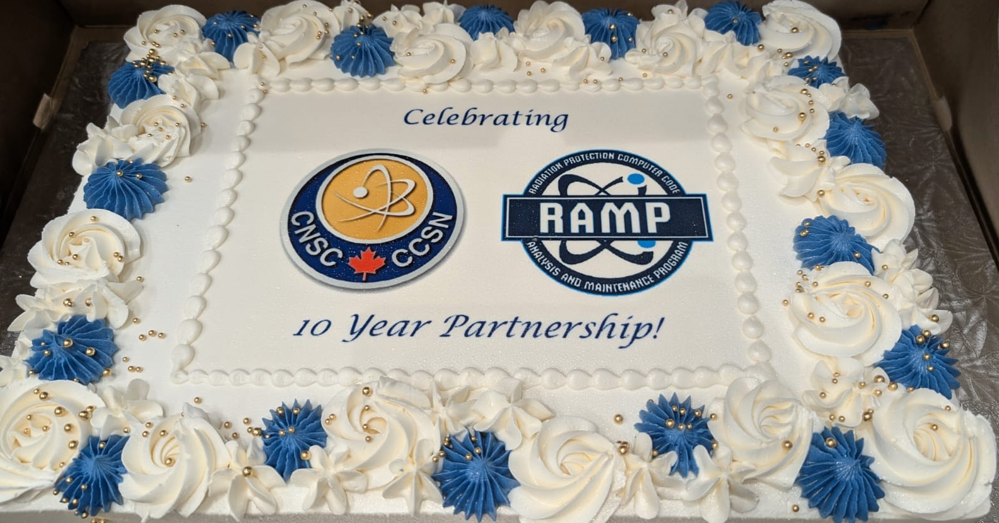 Celebrating
CNSC CCSN
RADIATION PROTECTION COMPUTER CODE
RAMP
ANALYSIS AND MAINTENANCE PROGRAM
10 Year Partnership!